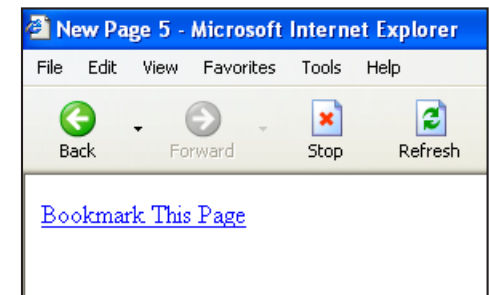 New Page 5 - Microsoft Internet Explorer
File Edit View Favorites Tools Help
Back Forward Stop Refresh
Bookmark This Page